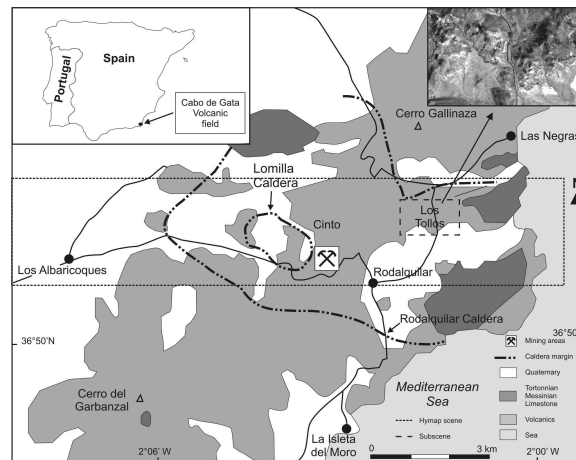 Spain
Portugal
Cabo de Gata
Volcanic
field
Cerro Gallinaza
Las Negras
Lomilla
Caldera
Cinto
Los
Tollos
N
Los Albaricoques
Rodalquilar
Rodalquilar Caldera
36°50'N
36°50'
Mining areas
Caldera margin
Quaternary
Tortonnian
Messinian
Limestone
Volcanics
Sea
Mediterranean
Sea
Hymap scene
Subscene
Cerro del
Garbanzal
La Isleta
del Moro
2°06' W
2°00' W
0
3 km